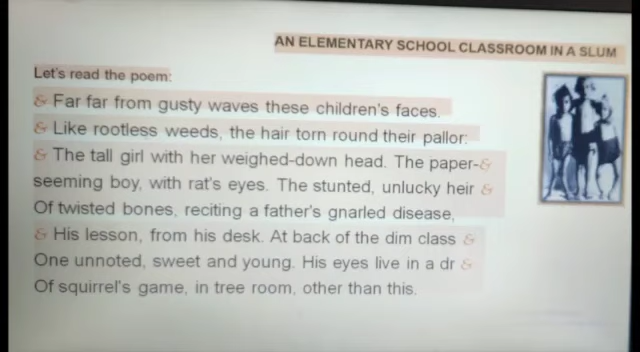 AN ELEMENTARY SCHOOL CLASSROOM IN A SLUM
Let's read the poem:
& Far far from gusty waves these children's faces.
& Like rootless weeds, the hair torn round their pallor:
& The tall girl with her weighed-down head. The paper-&
seeming boy, with rat's eyes. The stunted, unlucky heir &
Of twisted bones, reciting a father's gnarled disease,
& His lesson, from his desk. At back of the dim class &
One unnoted, sweet and young. His eyes live in a dr &
Of squirrel's game, in tree room, other than this.